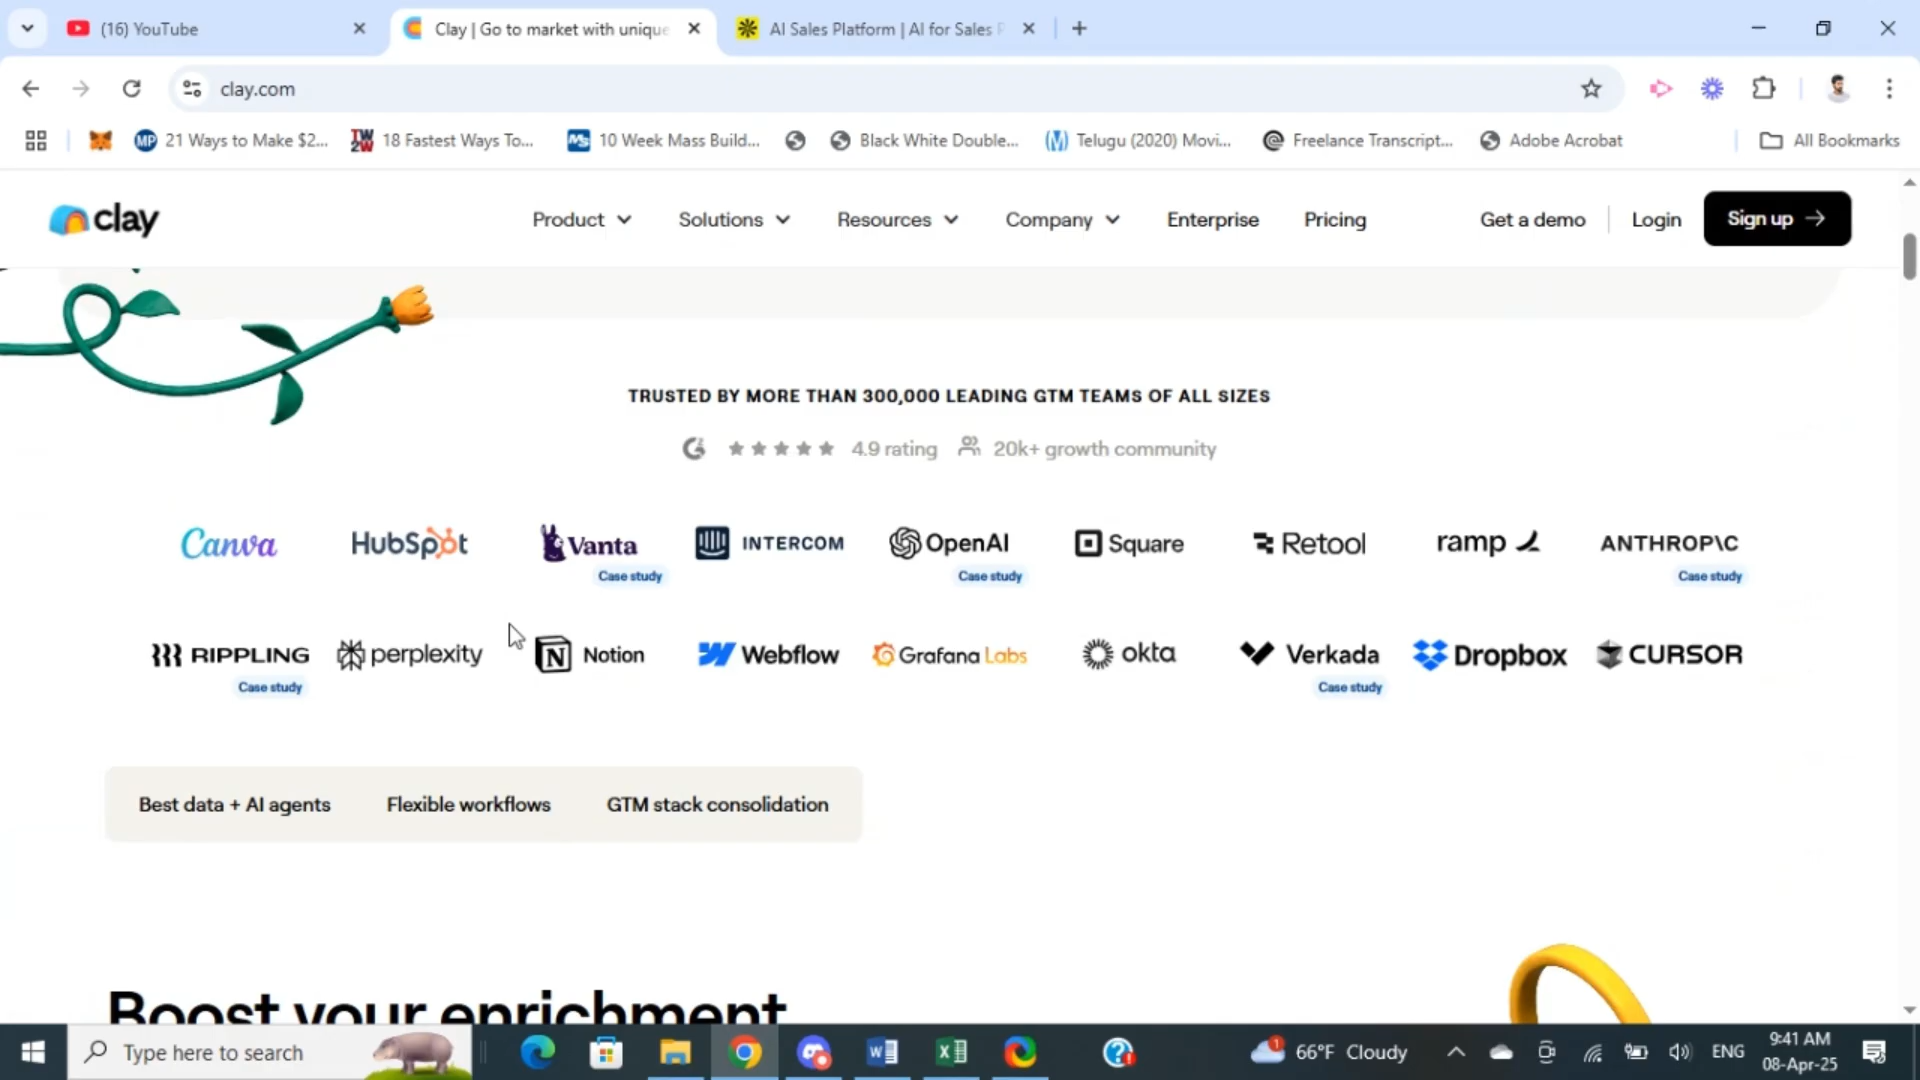 (16) YouTube
Clay | Go to market with unique
AI Sales Platform | AI for Sales
clay.com
21 Ways to Make $2...
18 Fastest Ways To...
10 Week Mass Build...
Black White Double...
Telugu (2020) Movi...
Freelance Transcript...
Adobe Acrobat
All Bookmarks
clay
Product
Solutions
Resources
Company
Enterprise
Pricing
Get a demo
Login
Sign up
TRUSTED BY MORE THAN 300,000 LEADING GTM TEAMS OF ALL SIZES
4.9 rating
20k+ growth community
Canva
HubSpot
Vanta
INTERCOM
OpenAI
Square
Retool
ramp
ANTHROP\C
Case study
Case study
Case study
RIPPLING
perplexity
Notion
Webflow
Grafana Labs
okta
Verkada
Dropbox
CURSOR
Case study
Case study
Best data + AI agents
Flexible workflows
GTM stack consolidation
Boost your enrichment
Type here to search
66°F Cloudy
ENG
9:41 AM
08-Apr-25